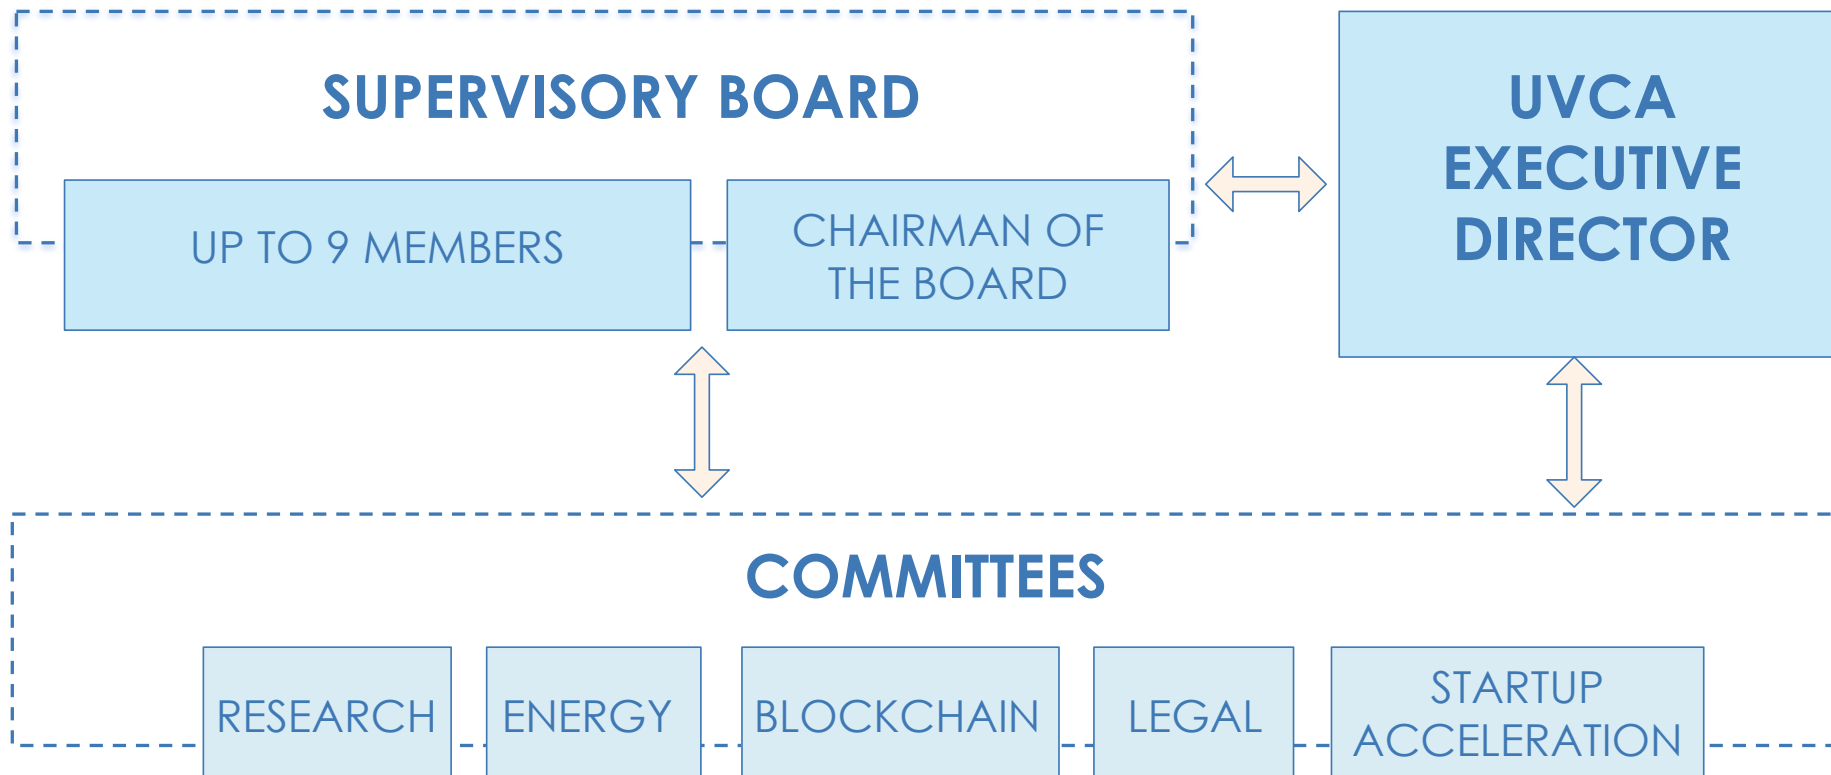 SUPERVISORY BOARD
UP TO 9 MEMBERS
CHAIRMAN OF
THE BOARD
UVCA
EXECUTIVE
DIRECTOR
COMMITTEES
RESEARCH
ENERGY
BLOCKCHAIN
LEGAL
STARTUP
ACCELERATION